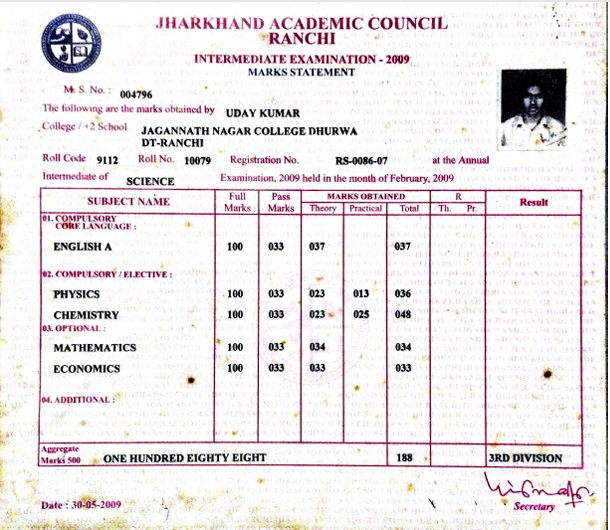 JHARKHAND ACADEMIC COUNCIL
RANCHI
INTERMEDIATE EXAMINATION - 2009
MARKS STATEMENT
M. S. No. : 004796
The following are the marks obtained by UDAY KUMAR
College / +2 School JAGANNATH NAGAR COLLEGE DHURWA
DT-RANCHI
Roll Code 9112 Roll No. 10079 Registration No. RS-0086-07 at the Annual
Intermediate of SCIENCE Examination, 2009 held in the month of February, 2009
SUBJECT NAME Full Marks Pass Marks MARKS OBTAINED R Result
Theory Practical Total Th. Pr.
01. COMPULSORY
CORE LANGUAGE :
ENGLISH A 100 033 037 037
02. COMPULSORY / ELECTIVE :
PHYSICS 100 033 023 013 036
CHEMISTRY 100 033 023 025 048
03. OPTIONAL :
MATHEMATICS 100 033 034 034
ECONOMICS 100 033 033 033
04. ADDITIONAL :
Aggregate
Marks 500 ONE HUNDRED EIGHTY EIGHT 188 3RD DIVISION
Date : 30-05-2009
Secretary